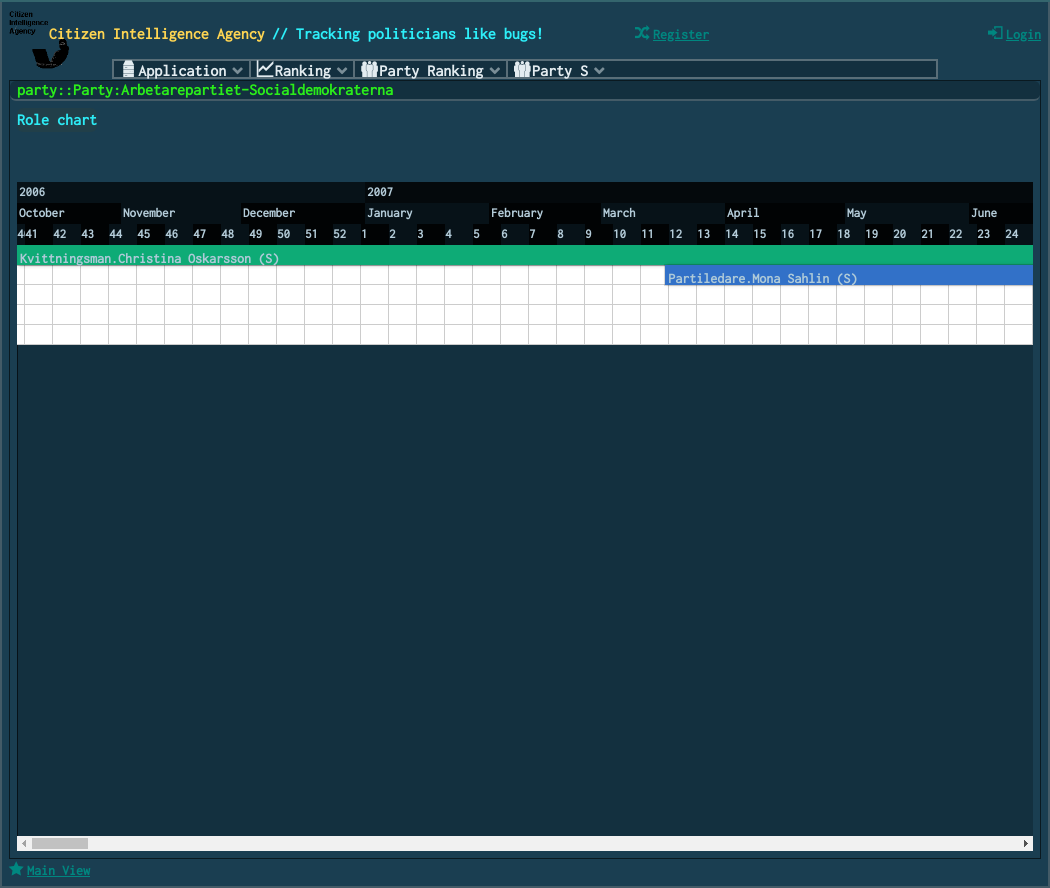 Citizen
Intelligence
Agency
Citizen Intelligence Agency // Tracking politicians like bugs!
Register
Login
Application
Ranking
Party Ranking
Party S
party::Party:Arbetarepartiet-Socialdemokraterna
Role chart
2006 2007
October November December January February March April May June
41 42 43 44 45 46 47 48 49 50 51 52 1 2 3 4 5 6 7 8 9 10 11 12 13 14 15 16 17 18 19 20 21 22 23 24
Kvittningsman.Christina Oskarsson (S)
Partiledare.Mona Sahlin (S)
Main View